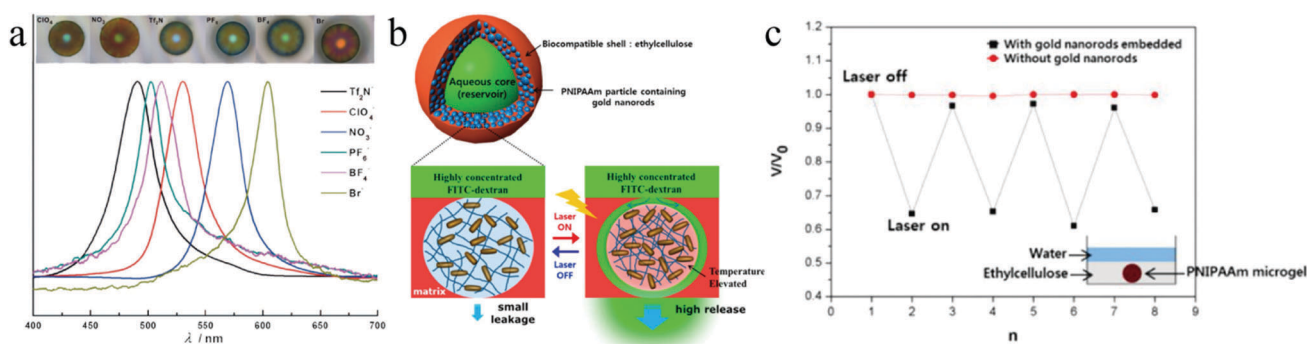 a
ClO4
NO3
Tf2N
PF6
BF4
Br
Tf2N-
ClO4-
NO3-
PF6-
BF4-
Br-
400 450 500 550 600 650 700
λ / nm
b
Biocompatible shell : ethylcellulose
Aqueous core
(reservoir)
PNIPAAm particle containing
gold nanorods
Highly concentrated
FITC-dextran
Highly concentrated
FITC-dextran
Laser
ON
Laser
OFF
Temperature
Elevated
matrix
small
leakage
high release
c
With gold nanorods embedded
Without gold nanorods
Laser off
Laser on
Water
Ethylcellulose
PNIPAAm microgel
V/V0
1.2
1.1
1.0
0.9
0.8
0.7
0.6
0.5
0.4
1 2 3 4 5 6 7 8 9
n